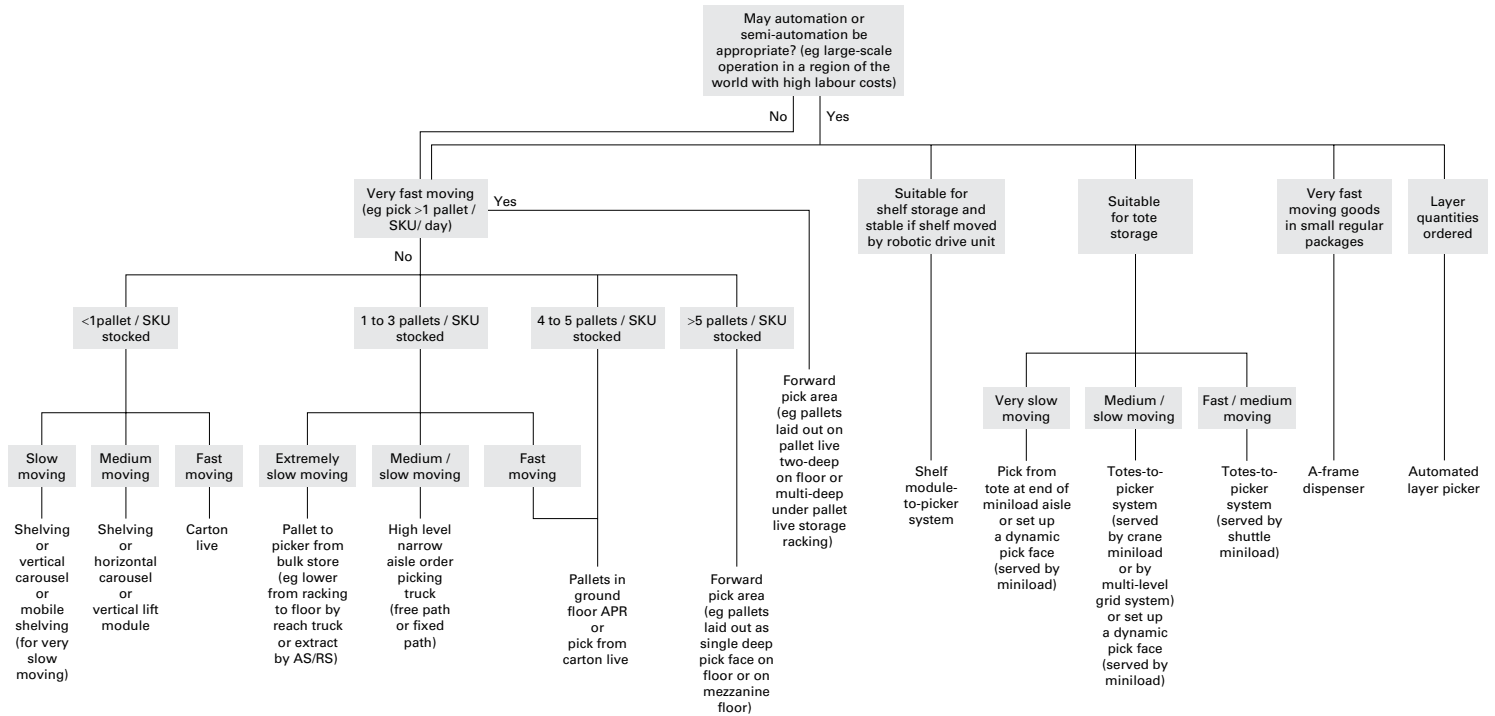 May automation or
semi-automation be
appropriate? (eg large-scale
operation in a region of the
world with high labour costs)
No
Yes
Very fast moving
(eg pick >1 pallet /
SKU/ day)
Yes
No
Suitable for
shelf storage and
stable if shelf moved
by robotic drive unit
Suitable
for tote
storage
Very fast
moving goods
in small regular
packages
Layer
quantities
ordered
<1pallet / SKU
stocked
1 to 3 pallets / SKU
stocked
4 to 5 pallets / SKU
stocked
>5 pallets / SKU
stocked
Forward
pick area
(eg pallets
laid out on
pallet live
two-deep
on floor or
multi-deep
under pallet
live storage
racking)
Very slow
moving
Medium /
slow moving
Fast / medium
moving
Slow
moving
Medium
moving
Fast
moving
Extremely
slow moving
Medium /
slow moving
Fast
moving
Shelf
module-
to-picker
system
Pick from
tote at end of
miniload aisle
or set up
a dynamic
pick face
(served by
miniload)
Totes-to-
picker
system
(served
by crane
miniload
or by
multi-level
grid system)
or set up
a dynamic
pick face
(served by
miniload)
Totes-to-
picker
system
(served by
shuttle
miniload)
A-frame
dispenser
Automated
layer picker
Shelving
or
vertical
carousel
or
mobile
shelving
(for very
slow
moving)
Shelving
or
horizontal
carousel
or
vertical lift
module
Carton
live
Pallet to
picker from
bulk store
(eg lower
from racking
to floor by
reach truck
or extract
by AS/RS)
High level
narrow
aisle order
picking
truck
(free path
or fixed
path)
Pallets in
ground
floor APR
or
pick from
carton live
Forward
pick area
(eg pallets
laid out as
single deep
pick face on
floor or on
mezzanine
floor)